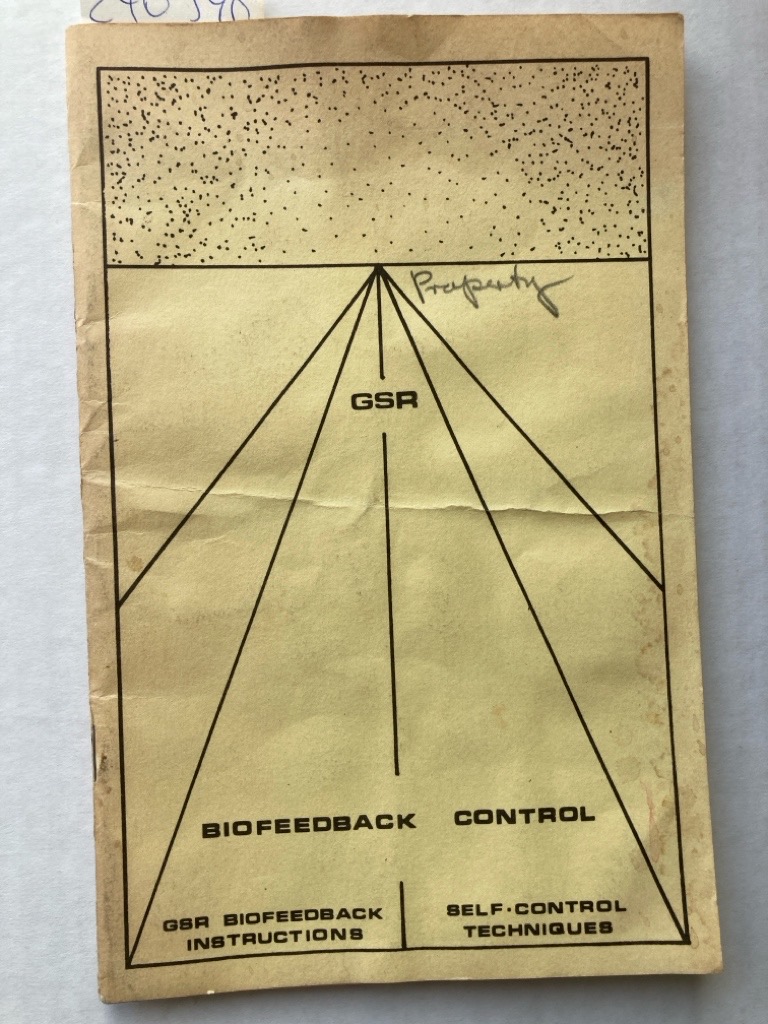 Property
GSR
BIOFEEDBACK CONTROL
GSR BIOFEEDBACK
INSTRUCTIONS
SELF·CONTROL
TECHNIQUES